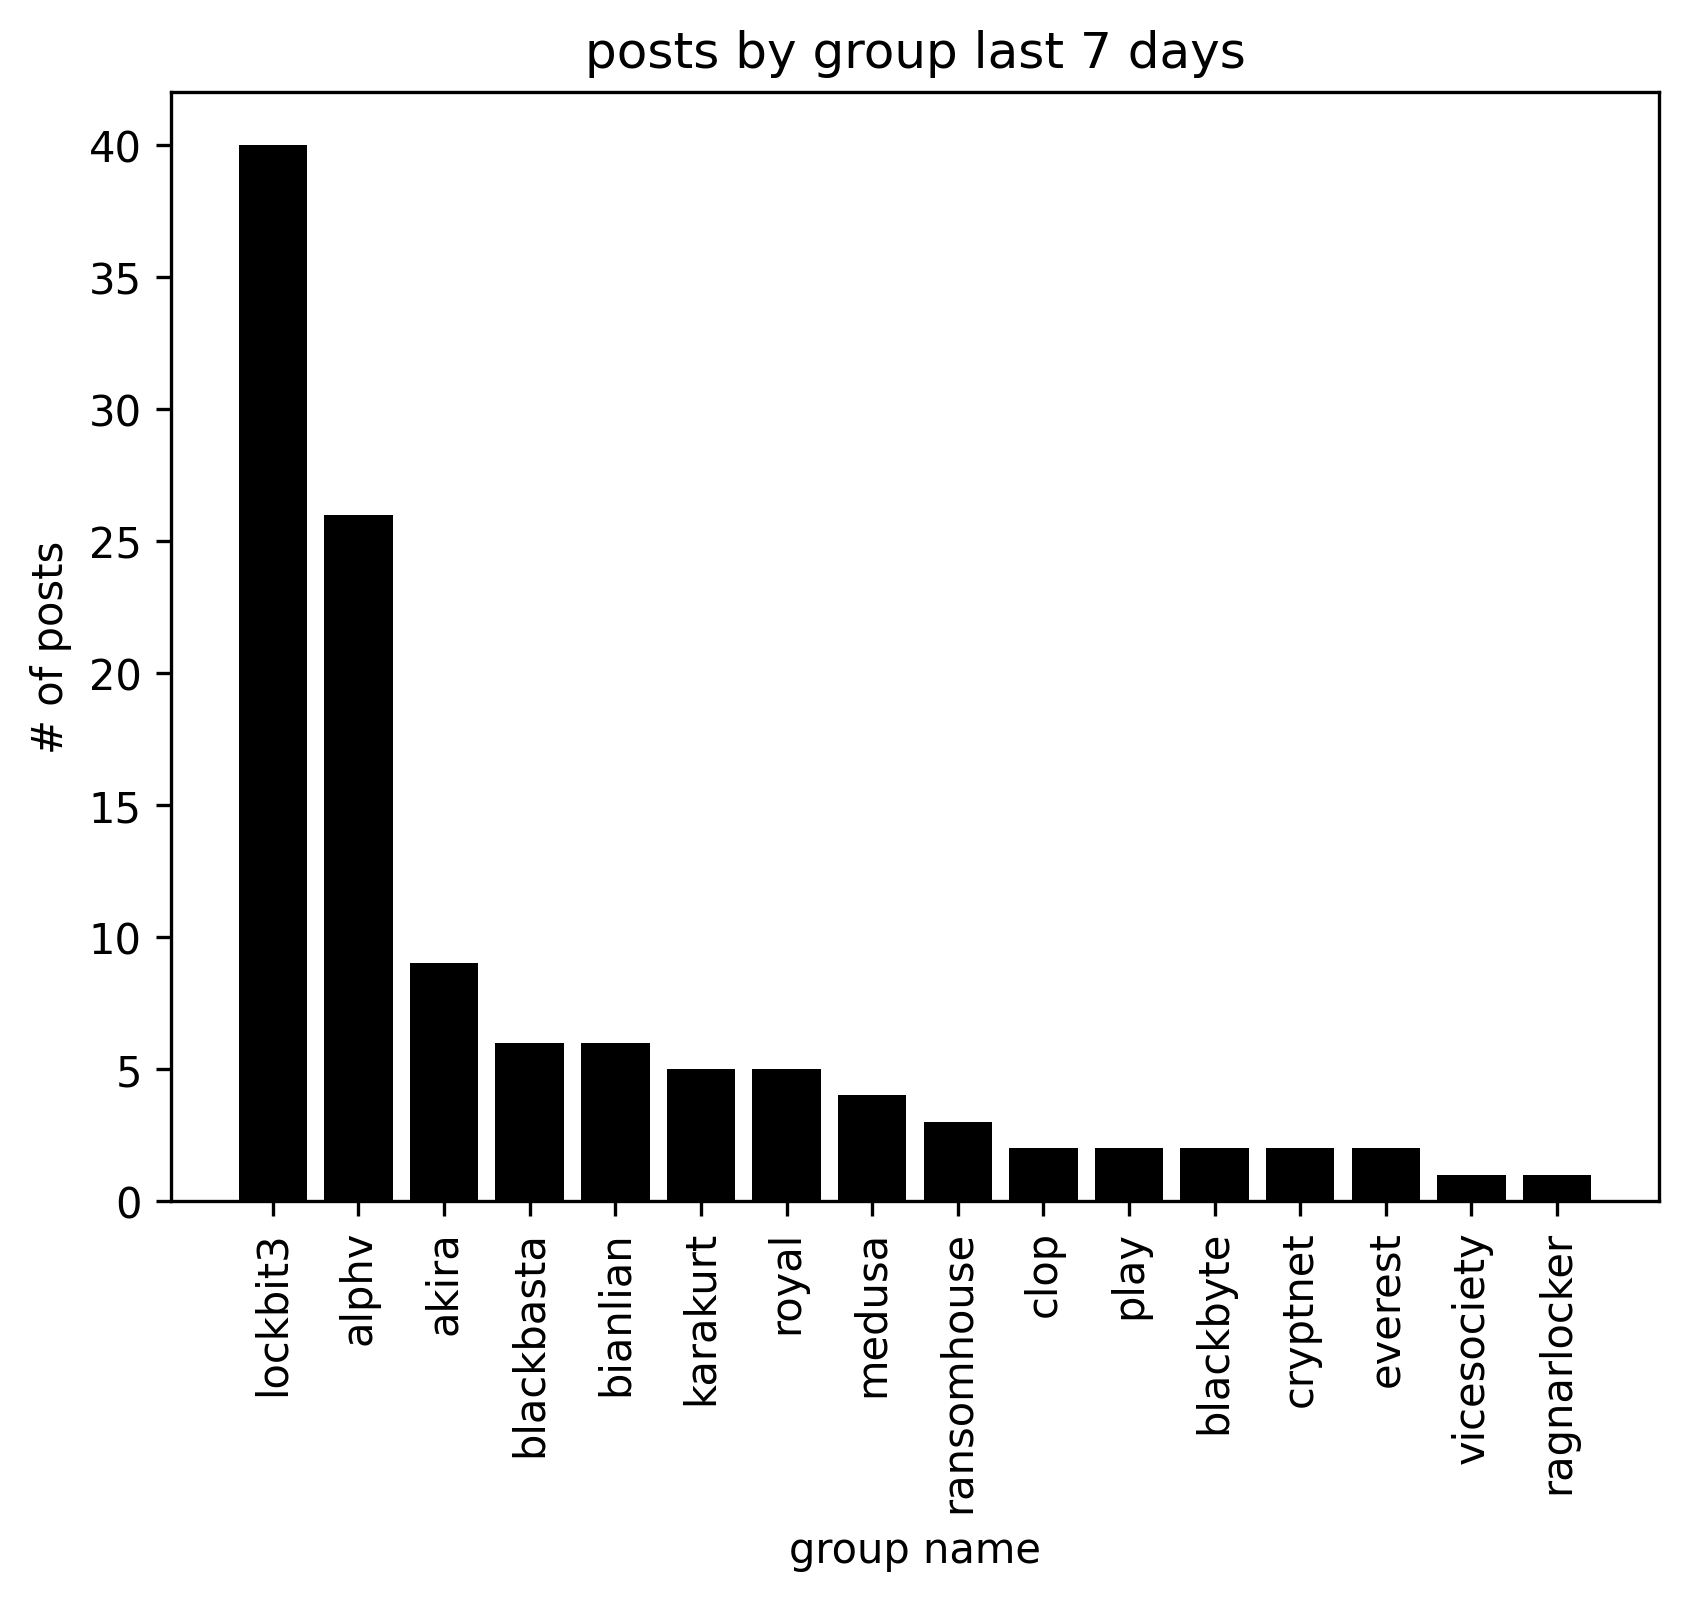 posts by group last 7 days
# of posts
40
35
30
25
20
15
10
5
0
lockbit3
alphv
akira
blackbasta
bianlian
karakurt
royal
medusa
ransomhouse
clop
play
blackbyte
cryptnet
everest
vicesociety
ragnarlocker
group name